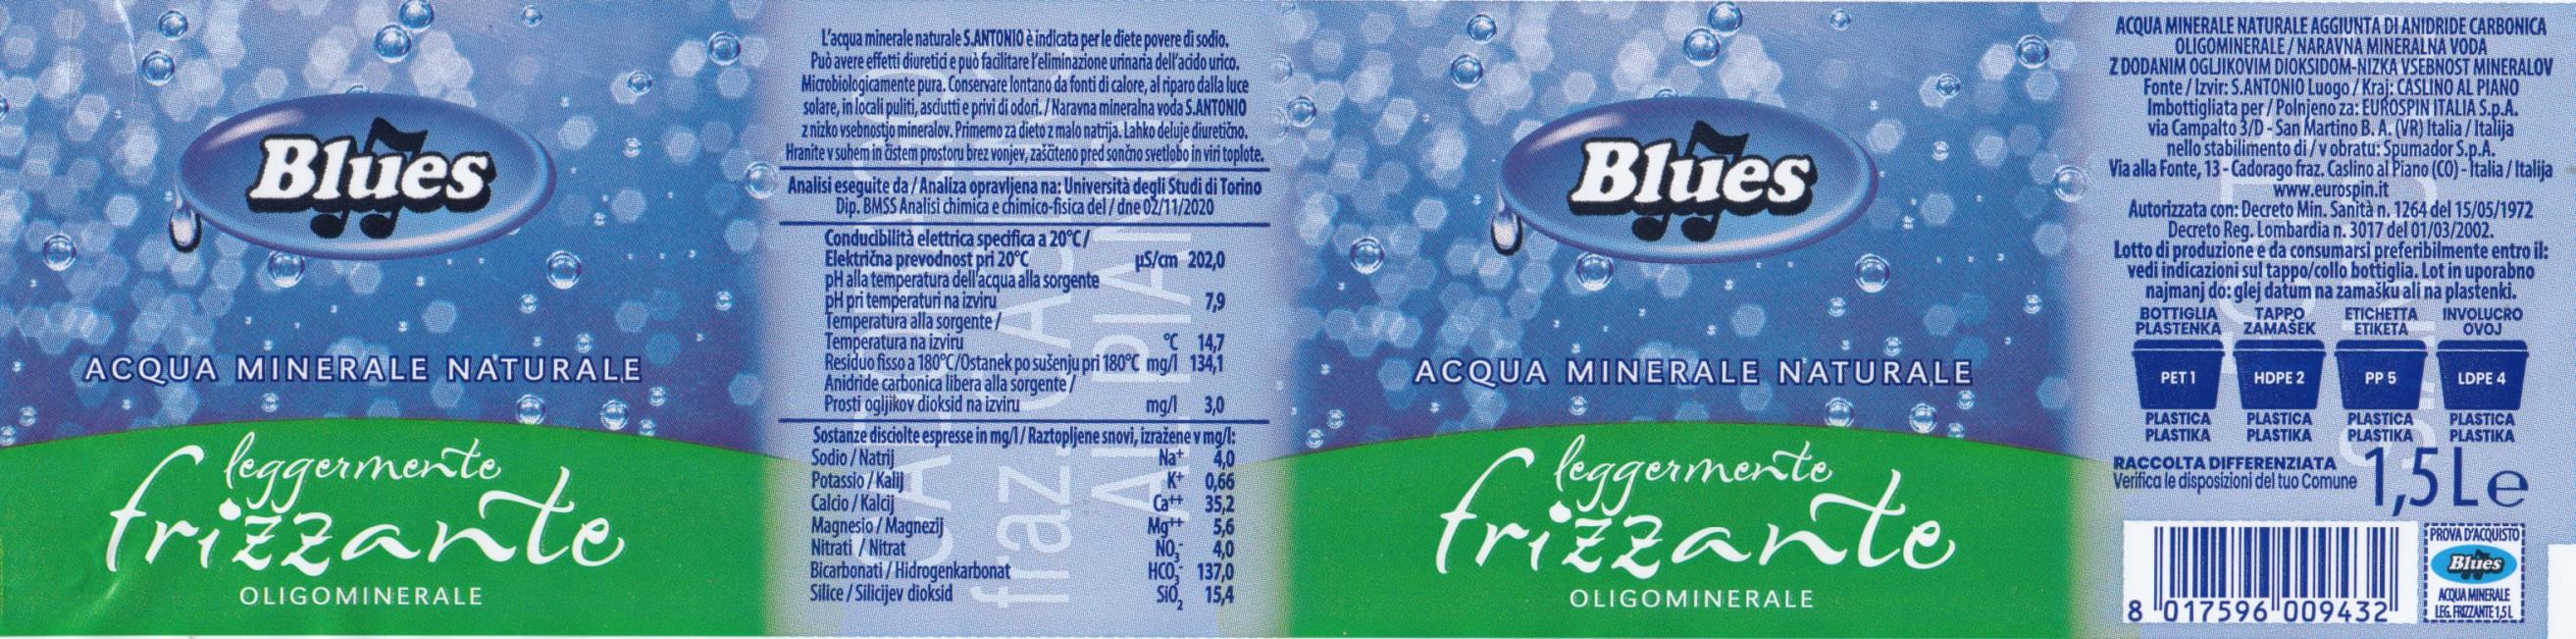 Blues
ACQUA MINERALE NATURALE
leggermente
frizzante
OLIGOMINERALE
L'acqua minerale naturale S.ANTONIO è indicata per le diete povere di sodio.
Può avere effetti diuretici e può facilitare l'eliminazione urinaria dell'acido urico.
Microbiologicamente pura. Conservare lontano da fonti di calore, al riparo dalla luce
solare, in locali puliti, asciutti e privi di odori. / Naravna mineralna voda S.ANTONIO
z nizko vsebnostjo mineralov. Primerno za dieto z malo natrija. Lahko deluje diuretično.
Hranite v suhem in čistem prostoru brez vonjev, zaščiteno pred sončno svetlobo in viri toplote.
Analisi eseguite da / Analiza opravljena na: Università degli Studi di Torino
Dip. BMSS Analisi chimica e chimico-fisica del / dne 02/11/2020
Conducibilità elettrica specifica a 20°C /
Električna prevodnost pri 20°C µS/cm 202,0
pH alla temperatura dell'acqua alla sorgente
pH pri temperaturi na izviru 7,9
Temperatura alla sorgente /
Temperatura na izviru °C 14,7
Residuo fisso a 180°C/Ostanek po sušenju pri 180°C mg/l 134,1
Anidride carbonica libera alla sorgente /
Prosti ogljikov dioksid na izviru mg/l 3,0
Sostanze disciolte espresse in mg/l / Raztopljene snovi, izražene v mg/l:
Sodio / Natrij Na+ 4,0
Potassio / Kalij K+ 0,66
Calcio / Kalcij Ca++ 35,2
Magnesio / Magnezij Mg++ 5,6
Nitrati / Nitrat NO3- 4,0
Bicarbonati / Hidrogenkarbonat HCO3- 137,0
Silice / Silicijev dioksid SiO2 15,4
Blues
ACQUA MINERALE NATURALE
leggermente
frizzante
OLIGOMINERALE
ACQUA MINERALE NATURALE AGGIUNTA DI ANIDRIDE CARBONICA
OLIGOMINERALE / NARAVNA MINERALNA VODA
Z DODANIM OGLJIKOVIM DIOKSIDOM-NIZKA VSEBNOST MINERALOV
Fonte / Izvir: S.ANTONIO Luogo / Kraj: CASLINO AL PIANO
Imbottigliata per / Polnjeno za: EUROSPIN ITALIA S.p.A.
via Campalto 3/D - San Martino B. A. (VR) Italia / Italija
nello stabilimento di / v obratu: Spumador S.p.A.
Via alla Fonte, 13 - Cadorago fraz. Caslino al Piano (CO) - Italia / Italija
www.eurospin.it
Autorizzata con: Decreto Min. Sanità n. 1264 del 15/05/1972
Decreto Reg. Lombardia n. 3017 del 01/03/2002.
Lotto di produzione e da consumarsi preferibilmente entro il:
vedi indicazioni sul tappo/collo bottiglia. Lot in uporabno
najmanj do: glej datum na zamašku ali na plastenki.
BOTTIGLIA TAPPO ETICHETTA INVOLUCRO
PLASTENKA ZAMAŠEK ETIKETA OVOJ
PET 1 HDPE 2 PP 5 LDPE 4
PLASTICA PLASTICA PLASTICA PLASTICA
PLASTIKA PLASTIKA PLASTIKA PLASTIKA
RACCOLTA DIFFERENZIATA
Verifica le disposizioni del tuo Comune
1,5 L e
8 017596 009432
PROVA D'ACQUISTO
Blues
ACQUA MINERALE
LEG. FRIZZANTE 1,5 L